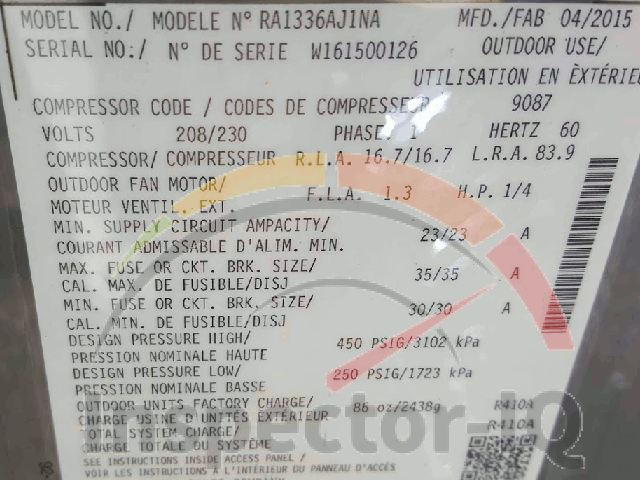 MODEL NO./ MODELE N° RA1336AJ1NA MFD./FAB 04/2015
SERIAL NO./ N° DE SERIE W161500126 OUTDOOR USE/
UTILISATION EN ÈXTÉRIE
COMPRESSOR CODE / CODES DE COMPRESSEUR 9087
VOLTS 208/230 PHASE. 1 HERTZ 60
COMPRESSOR/ COMPRESSEUR R.L.A. 16.7/16.7 L.R.A. 83.9
OUTDOOR FAN MOTOR/
MOTEUR VENTIL. EXT. F.L.A. 1.3 H.P. 1/4
MIN. SUPPLY CIRCUIT AMPACITY/
COURANT ADMISSABLE D'ALIM. MIN. 23/23 A
MAX. FUSE OR CKT. BRK. SIZE/
CAL. MAX. DE FUSIBLE/DISJ 35/35 A
MIN. FUSE OR CKT. BRK. SIZE/
CAL. MIN. DE FUSIBLE/DISJ 30/30 A
DESIGN PRESSURE HIGH/
PRESSION NOMINALE HAUTE 450 PSIG/3102 kPa
DESIGN PRESSURE LOW/
PRESSION NOMINALE BASSE 250 PSIG/1723 kPa
OUTDOOR UNITS FACTORY CHARGE/
CHARGE USINE D'UNITÉS EXTÉRIEUR 86 oz/2438g R410A
TOTAL SYSTEM CHARGE/
CHARGE TOTALE DU SYSTÈME R410A
SEE INSTRUCTIONS INSIDE ACCESS PANEL /
VOIR LES INSTRUCTIONS A L'INTÉRIEUR DU PANNEAU D'ACCÈS
Inspector-IQ